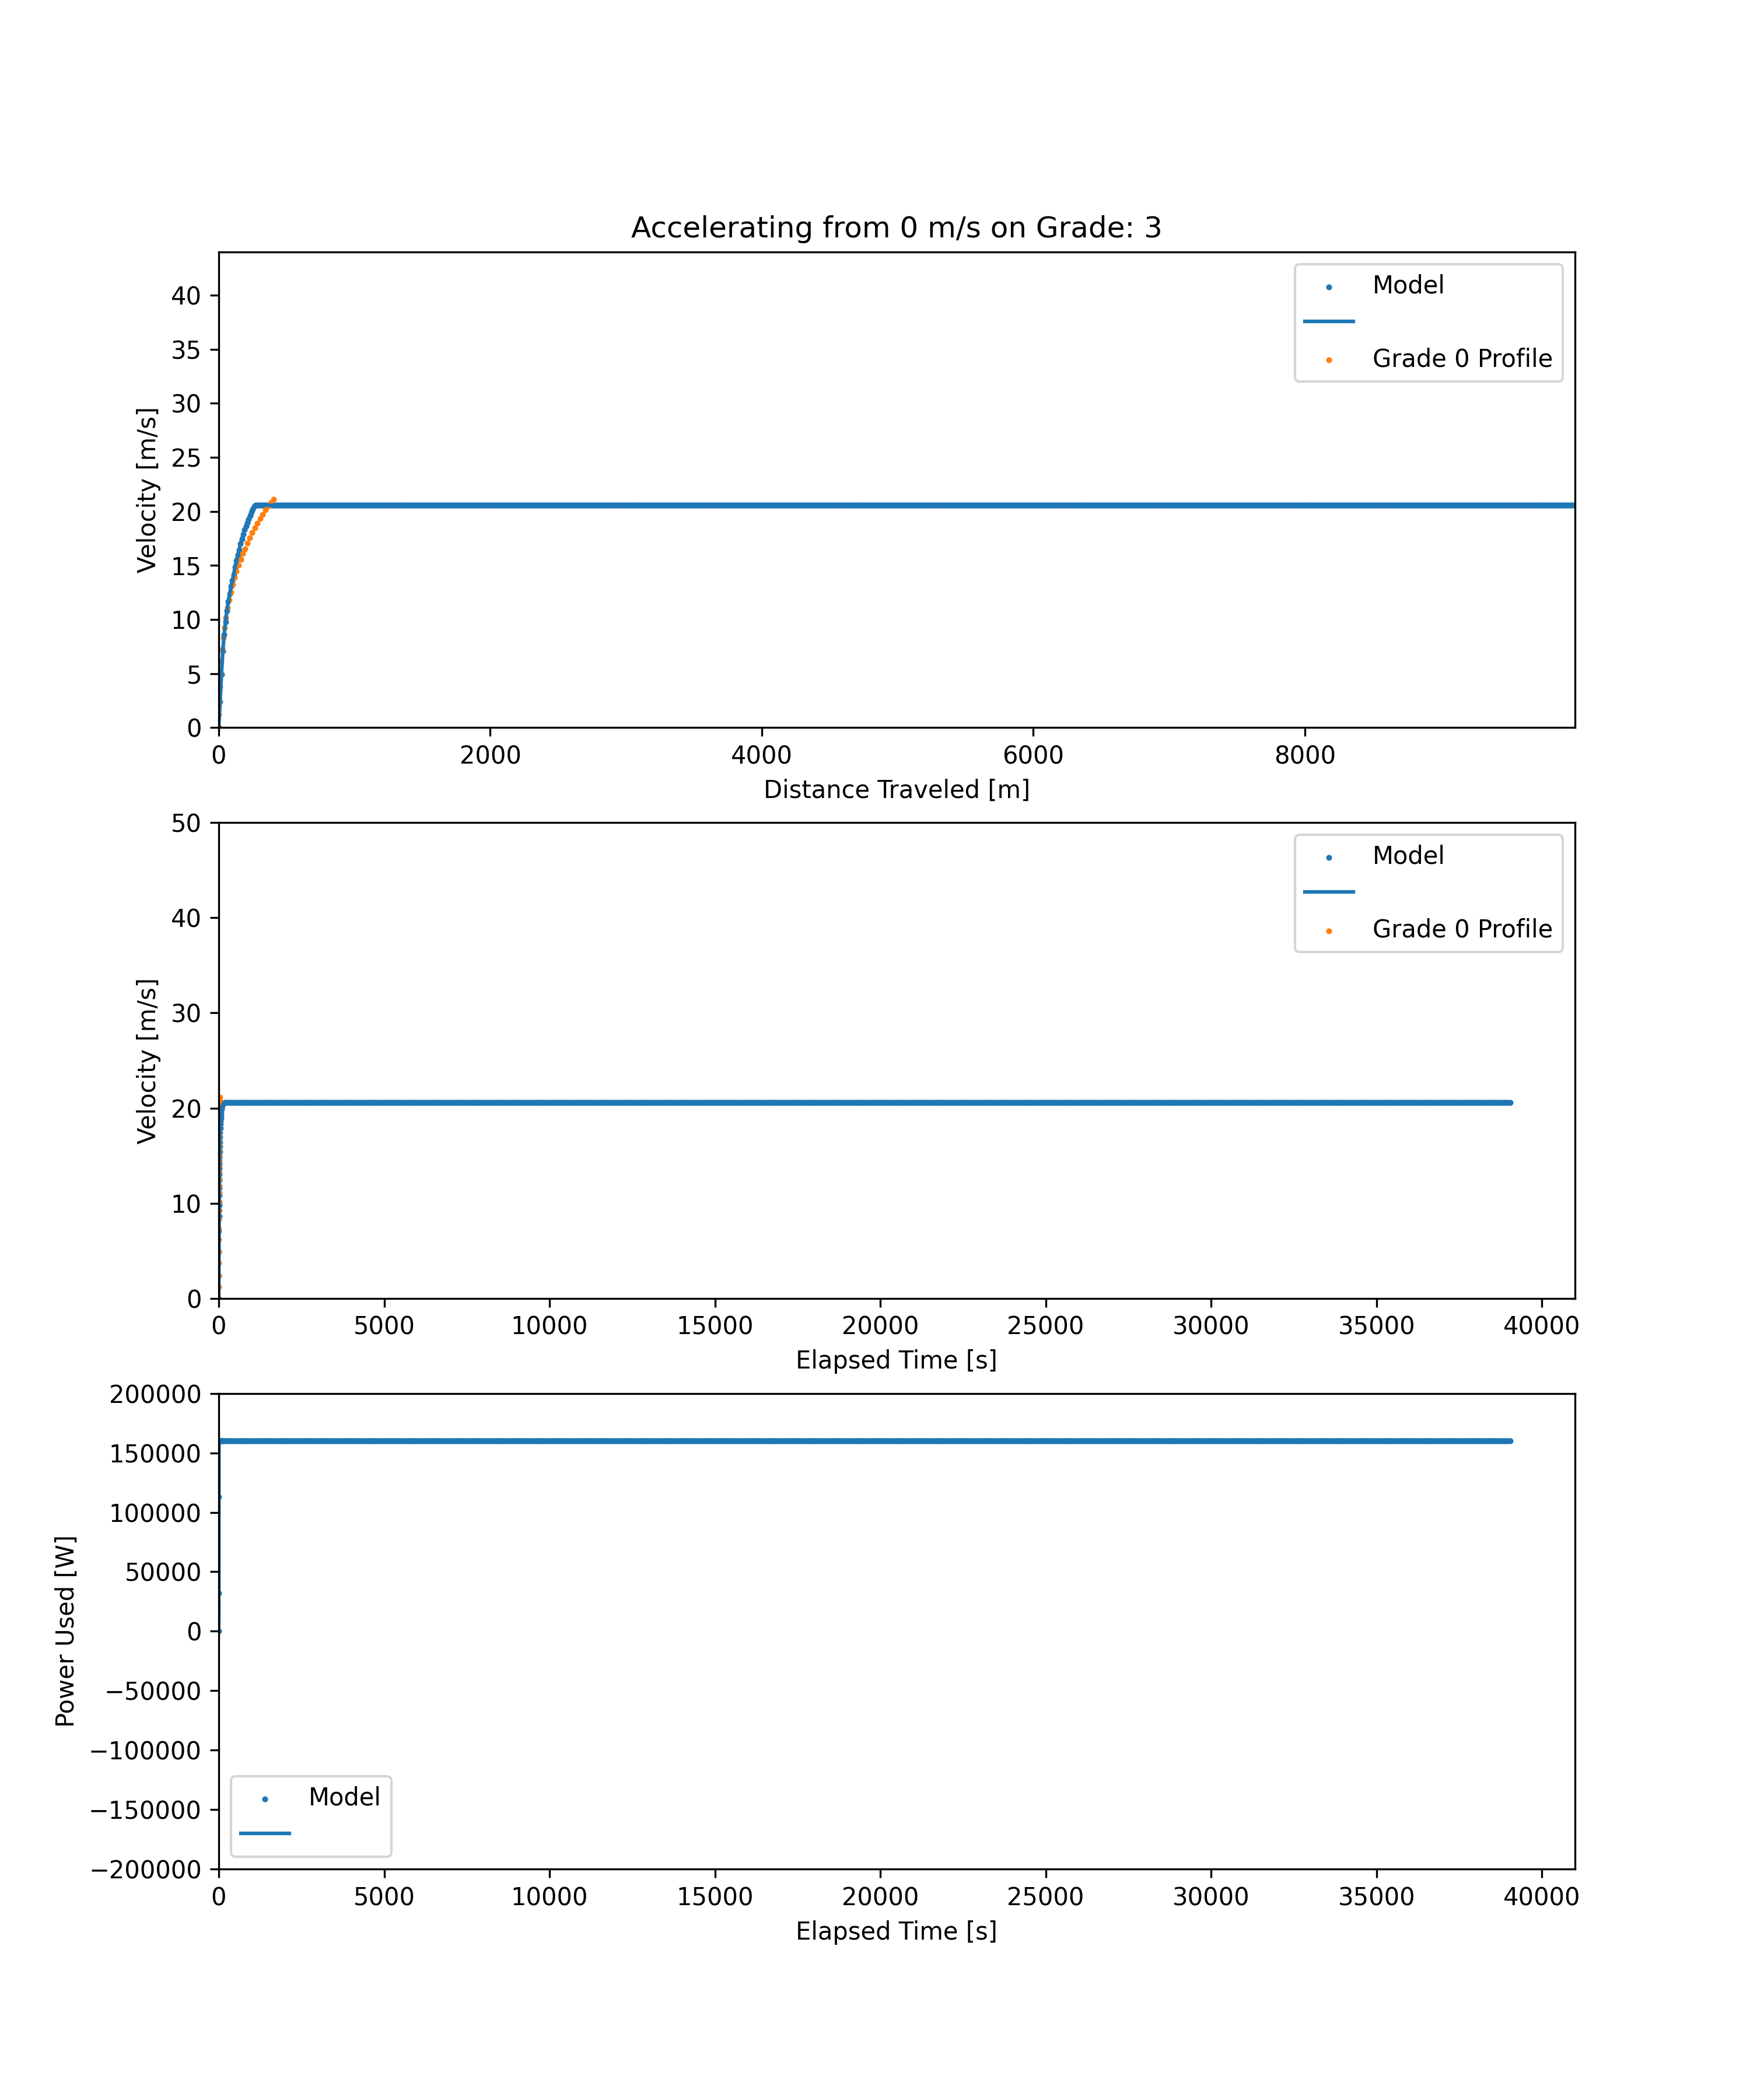 Accelerating from 0 m/s on Grade: 3
40
35
30
25
20
15
10
5
0
Velocity [m/s]
Model
Grade 0 Profile
0 2000 4000 6000 8000
Distance Traveled [m]
50
40
30
20
10
0
Velocity [m/s]
Model
Grade 0 Profile
0 5000 10000 15000 20000 25000 30000 35000 40000
Elapsed Time [s]
200000
150000
100000
50000
0
−50000
−100000
−150000
−200000
Power Used [W]
Model
0 5000 10000 15000 20000 25000 30000 35000 40000
Elapsed Time [s]